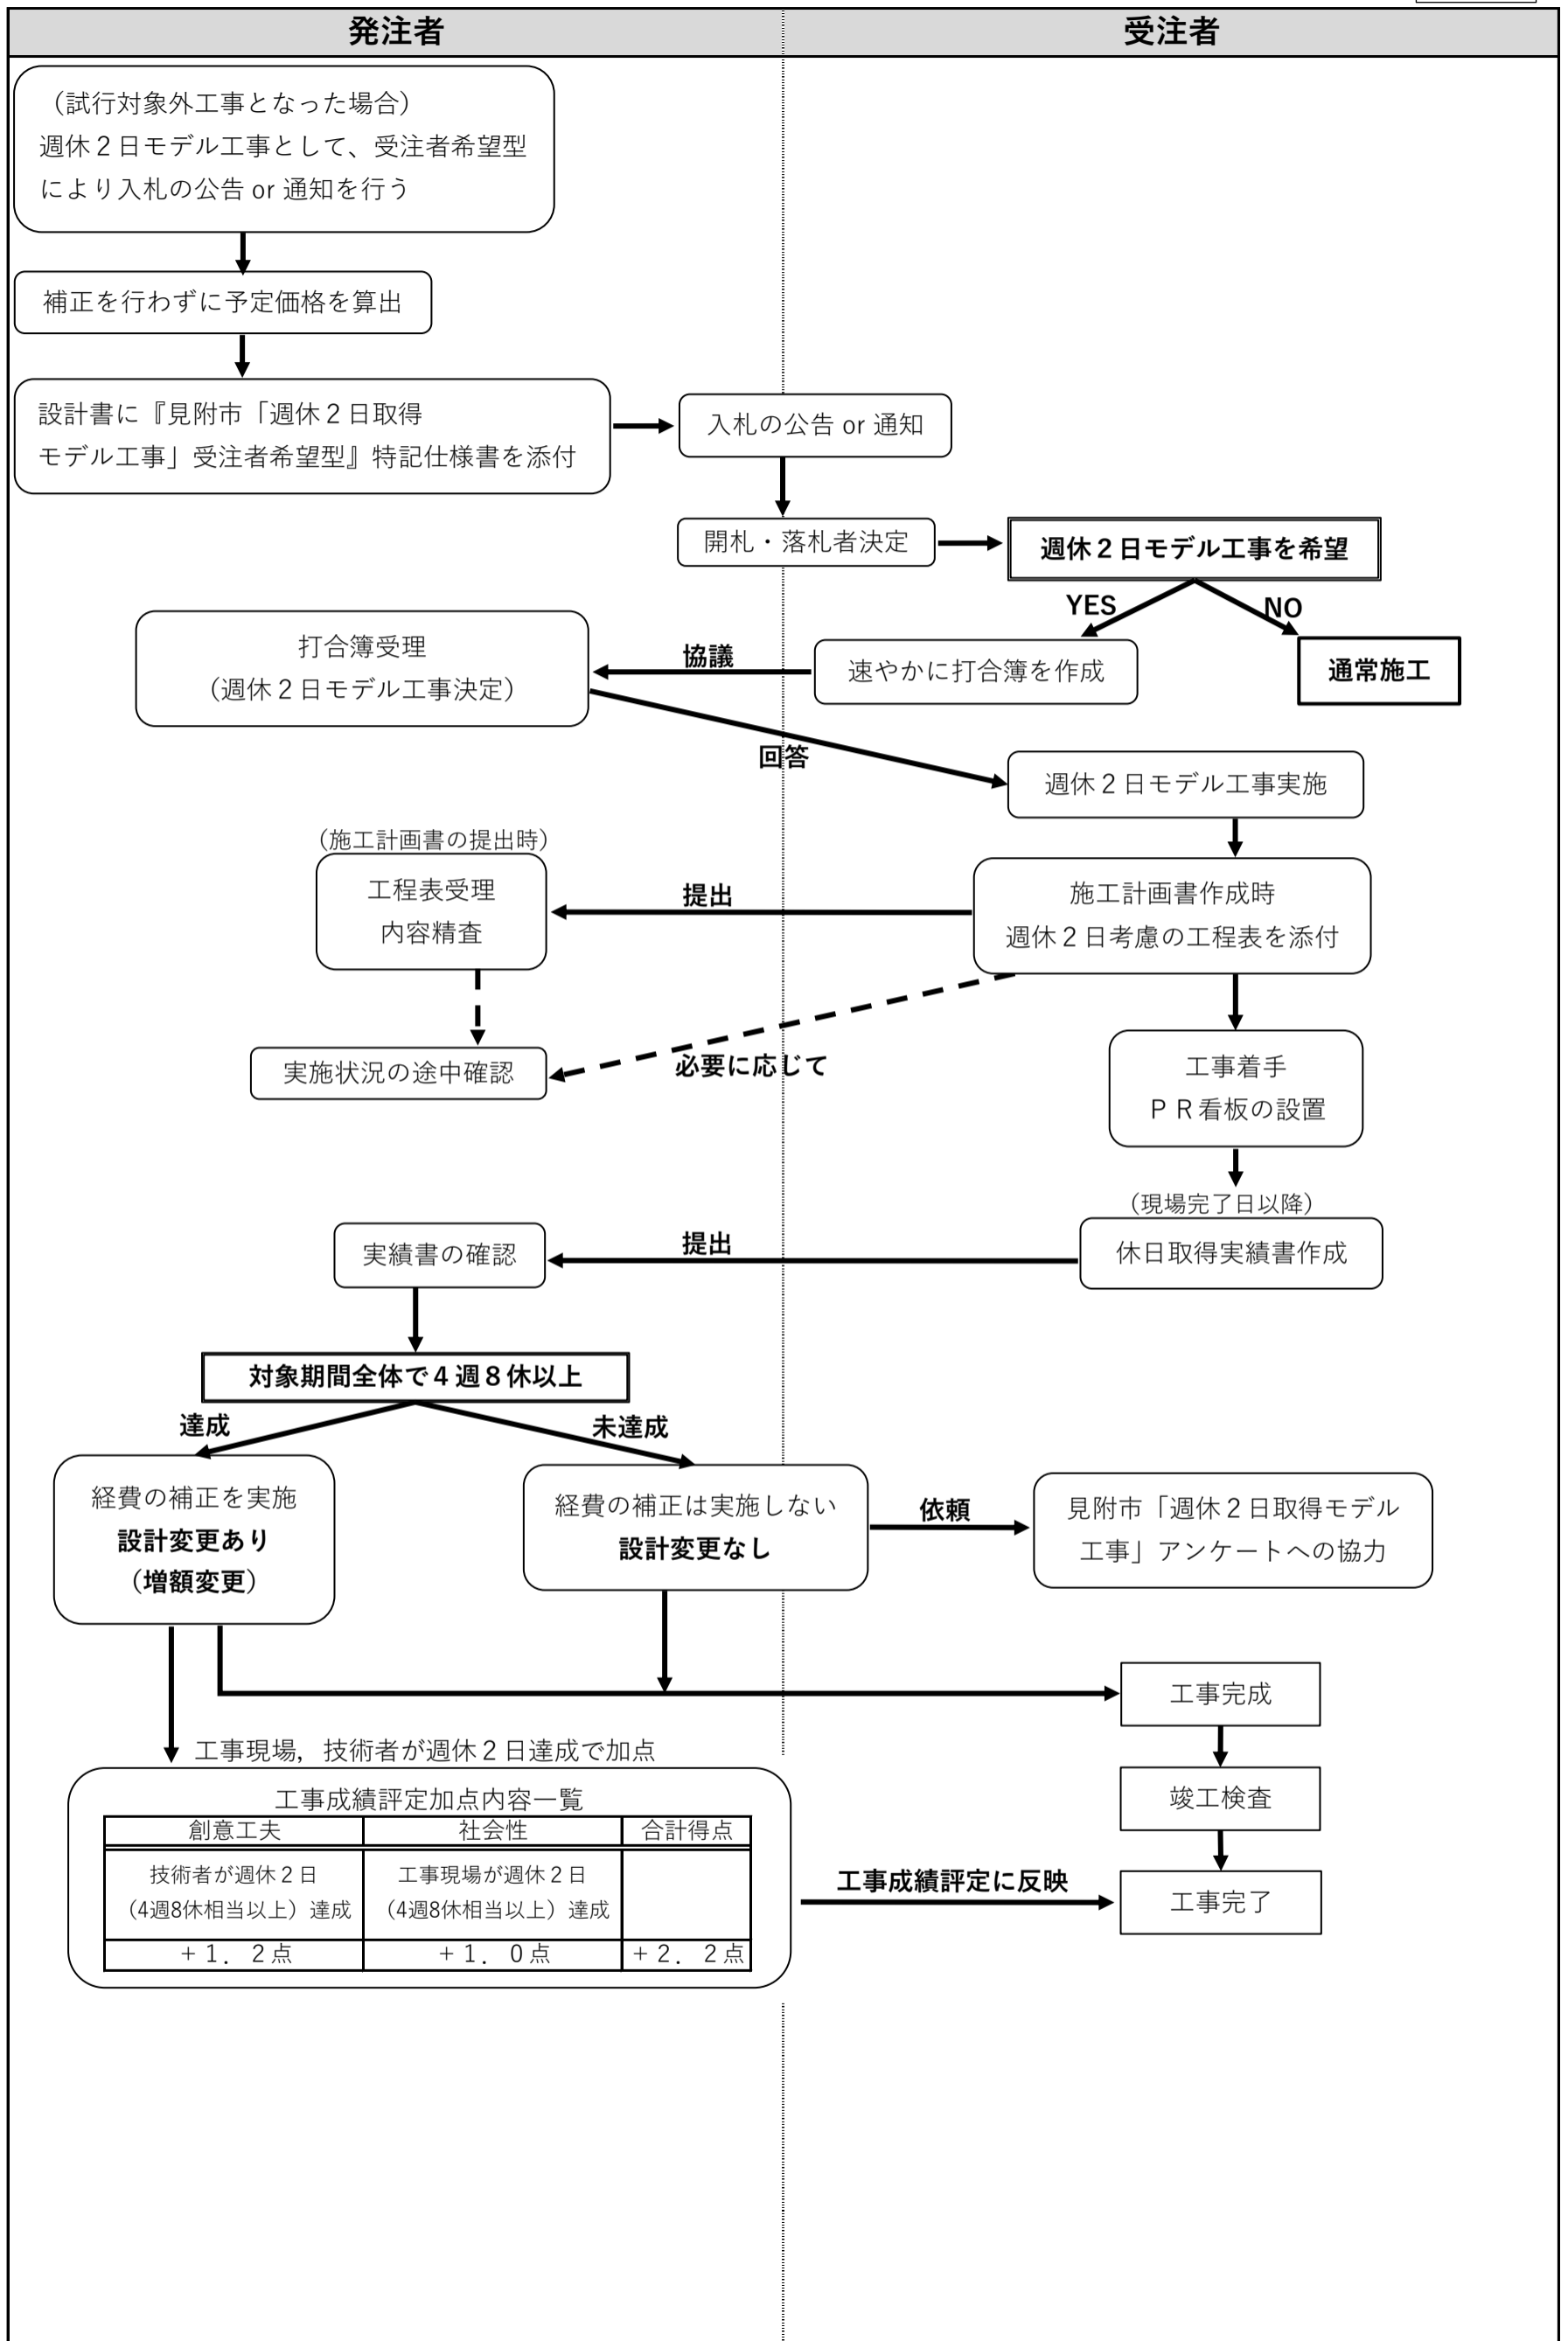 発注者
受注者
（試行対象外工事となった場合）
週休２日モデル工事として、受注者希望型
により入札の公告 or 通知を行う
補正を行わずに予定価格を算出
設計書に『見附市「週休２日取得
モデル工事」受注者希望型』特記仕様書を添付
入札の公告 or 通知
開札・落札者決定
週休２日モデル工事を希望
YES
NO
打合簿受理
（週休２日モデル工事決定）
協議
速やかに打合簿を作成
通常施工
回答
週休２日モデル工事実施
（施工計画書の提出時）
工程表受理
内容精査
提出
施工計画書作成時
週休２日考慮の工程表を添付
実施状況の途中確認
必要に応じて
工事着手
ＰＲ看板の設置
（現場完了日以降）
実績書の確認
提出
休日取得実績書作成
対象期間全体で４週８休以上
達成
未達成
経費の補正を実施
設計変更あり
（増額変更）
経費の補正は実施しない
設計変更なし
依頼
見附市「週休２日取得モデル
工事」アンケートへの協力
工事完成
工事現場，技術者が週休２日達成で加点
竣工検査
工事成績評定加点内容一覧
創意工夫
社会性
合計得点
技術者が週休２日
（4週8休相当以上）達成
工事現場が週休２日
（4週8休相当以上）達成
＋１．２点
＋１．０点
＋２．２点
工事成績評定に反映
工事完了